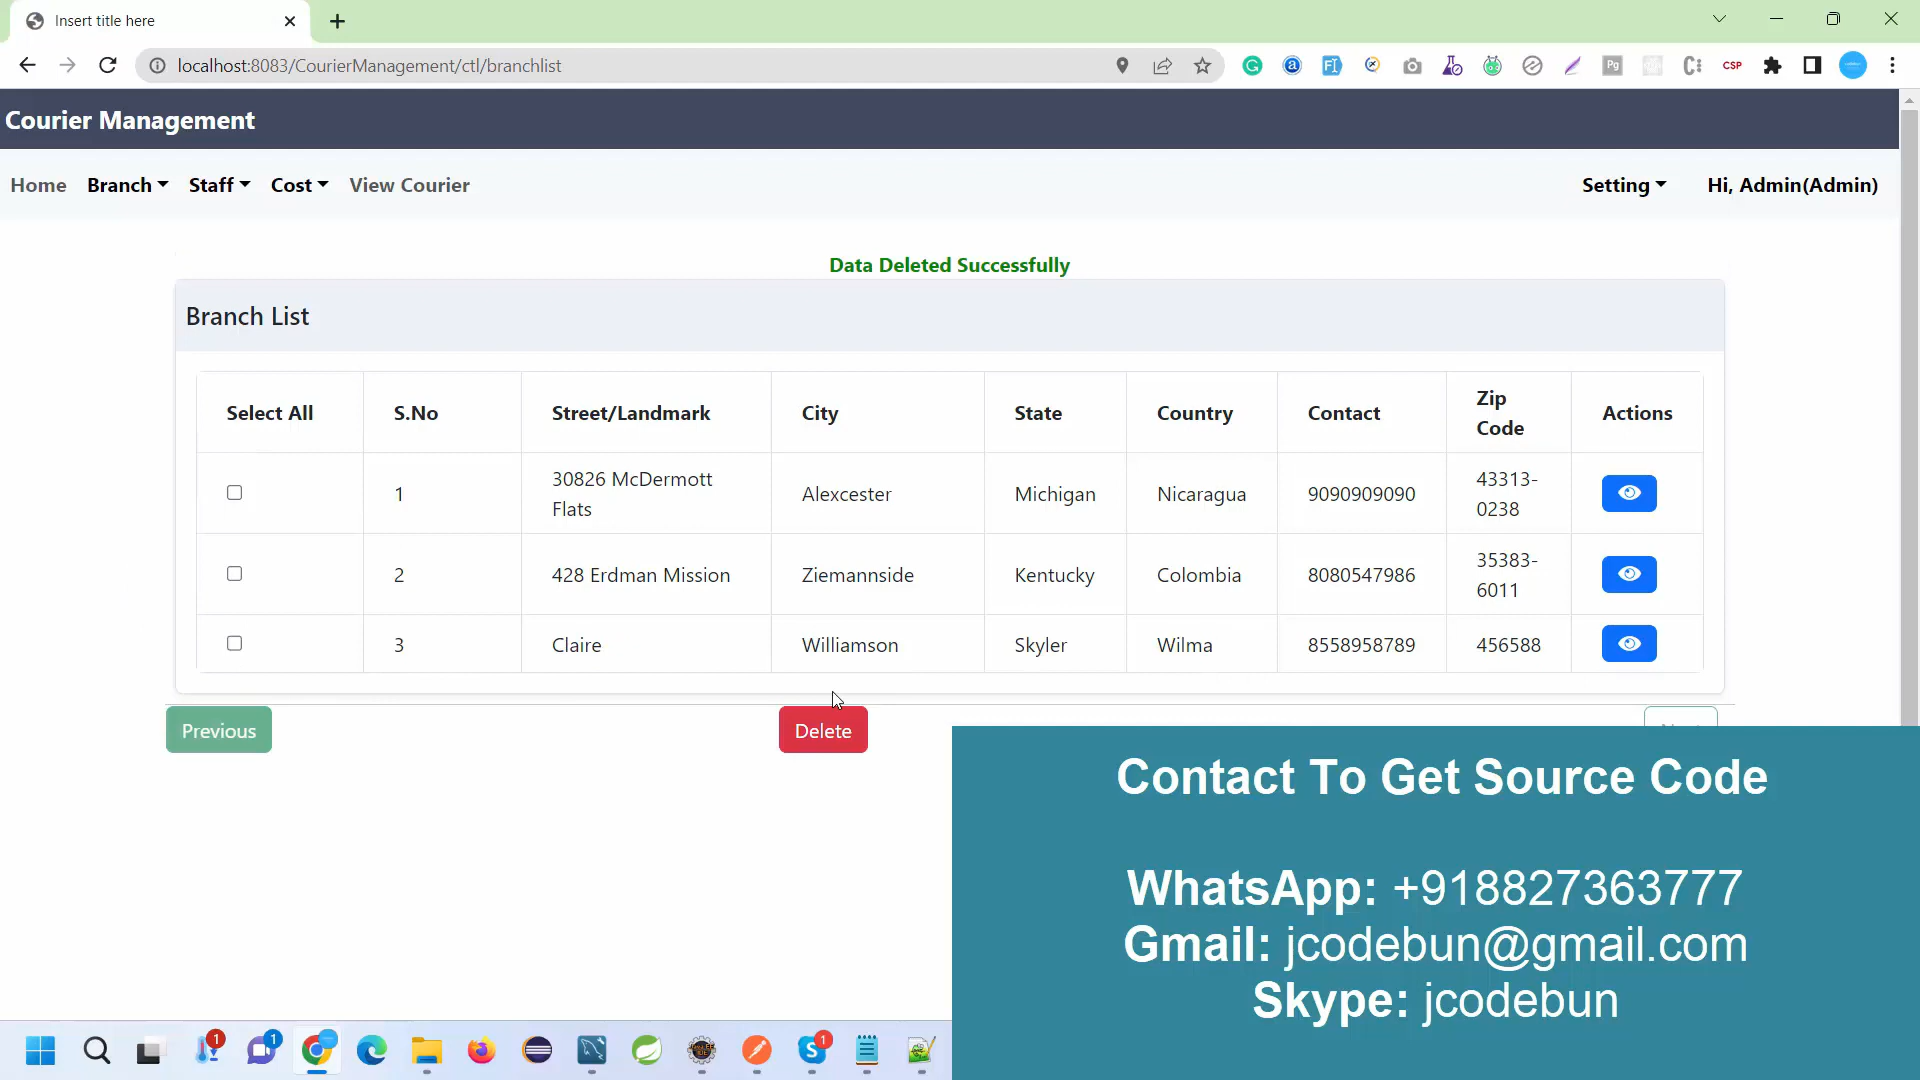 Insert title here
localhost:8083/CourierManagement/ctl/branchlist
CSP
Courier Management
Home Branch Staff Cost View Courier Setting Hi, Admin(Admin)
Data Deleted Successfully
Branch List
Select All S.No Street/Landmark City State Country Contact Zip Code Actions
1 30826 McDermott Flats Alexcester Michigan Nicaragua 9090909090 43313-0238
2 428 Erdman Mission Ziemannside Kentucky Colombia 8080547986 35383-6011
3 Claire Williamson Skyler Wilma 8558958789 456588
Previous Delete
Contact To Get Source Code
WhatsApp: +918827363777
Gmail: jcodebun@gmail.com
Skype: jcodebun
1 1 1